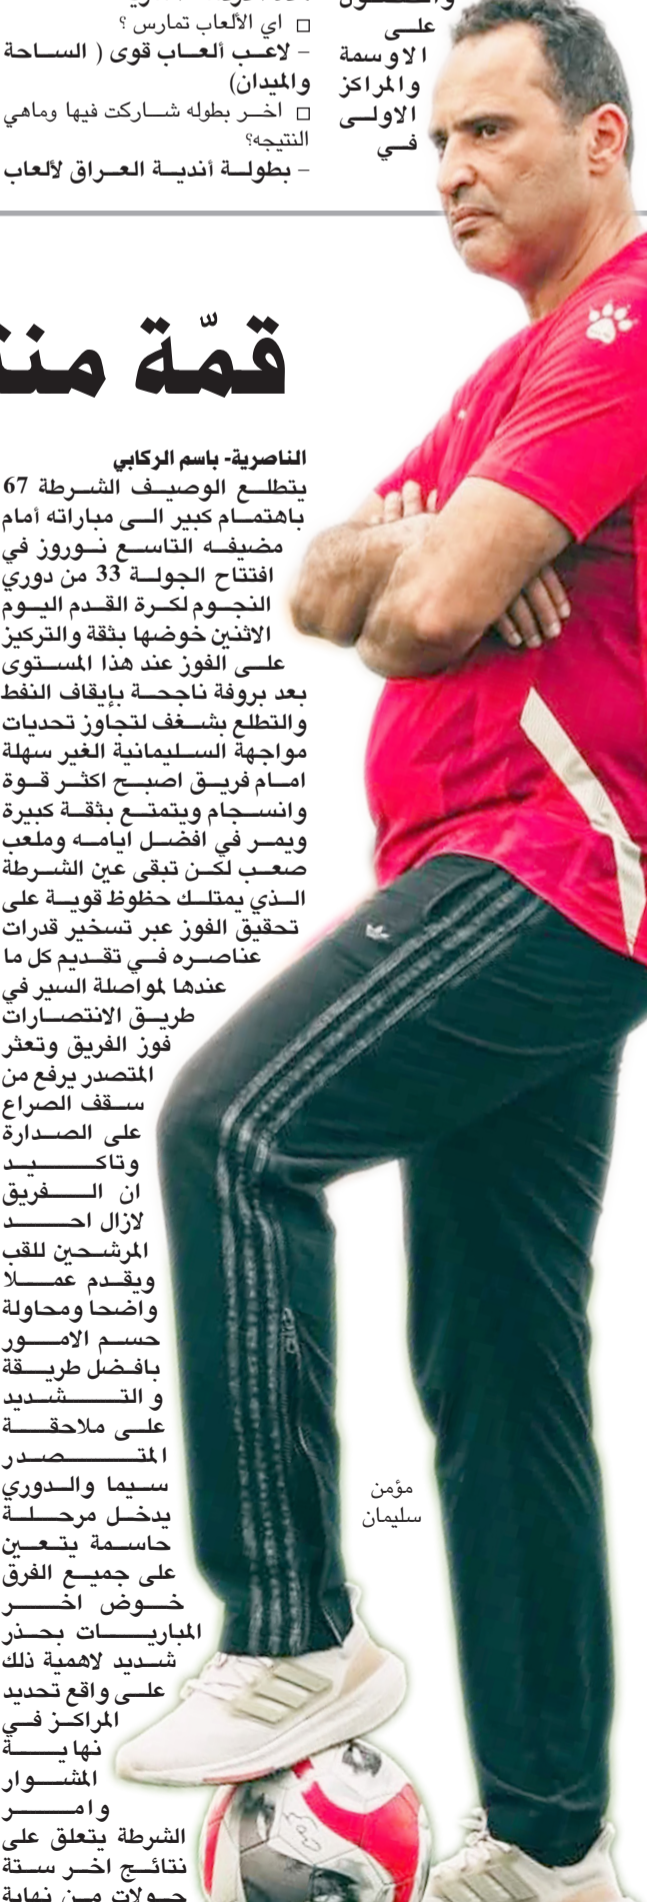 على
الاوسمة
والمراكز
الاولى
في
□ اي الألعاب تمارس ؟
– لاعب ألعاب قوى ( الساحة
والميدان)
□ اخر بطوله شاركت فيها وماهي
النتيجه؟
– بطولة أندية العراق لألعاب
قمّة
الناصرية- باسم الركابي
يتطلع الوصيف الشرطة 67
باهتمام كبير الى مباراته أمام
مضيفه التاسع نوروز في
افتتاح الجولة 33 من دوري
النجوم لكرة القدم اليوم
الاثنين خوضها بثقة والتركيز
على الفوز عند هذا المستوى
بعد بروفة ناجحة بإيقاف النفط
والتطلع بشغف لتجاوز تحديات
مواجهة السليمانية الغير سهلة
امام فريق اصبح اكثر قوة
وانسجام ويتمتع بثقة كبيرة
ويمر في افضل ايامه وملعب
صعب لكن تبقى عين الشرطة
الذي يمتلك حظوظ قوية على
تحقيق الفوز عبر تسخير قدرات
عناصره في تقديم كل ما
عندها لمواصلة السير في
طريق الانتصارات
فوز الفريق وتعثر
المتصدر يرفع من
سقف الصراع
على الصدارة
وتاكيد
ان الفريق
لازال احد
المرشحين للقب
ويقدم عملا
واضحا ومحاولة
حسم الامور
بافضل طريقة
والتشديد
على ملاحقة
المتصدر
سيما والدوري
يدخل مرحلة
حاسمة يتعين
على جميع الفرق
خوض اخر
المباريات بحذر
شديد لاهمية ذلك
على واقع تحديد
المراكز في
نهاية
المشوار
وامر
الشرطة يتعلق على
نتائج اخر ستة
جولات من نهاية
مؤمن
سليمان